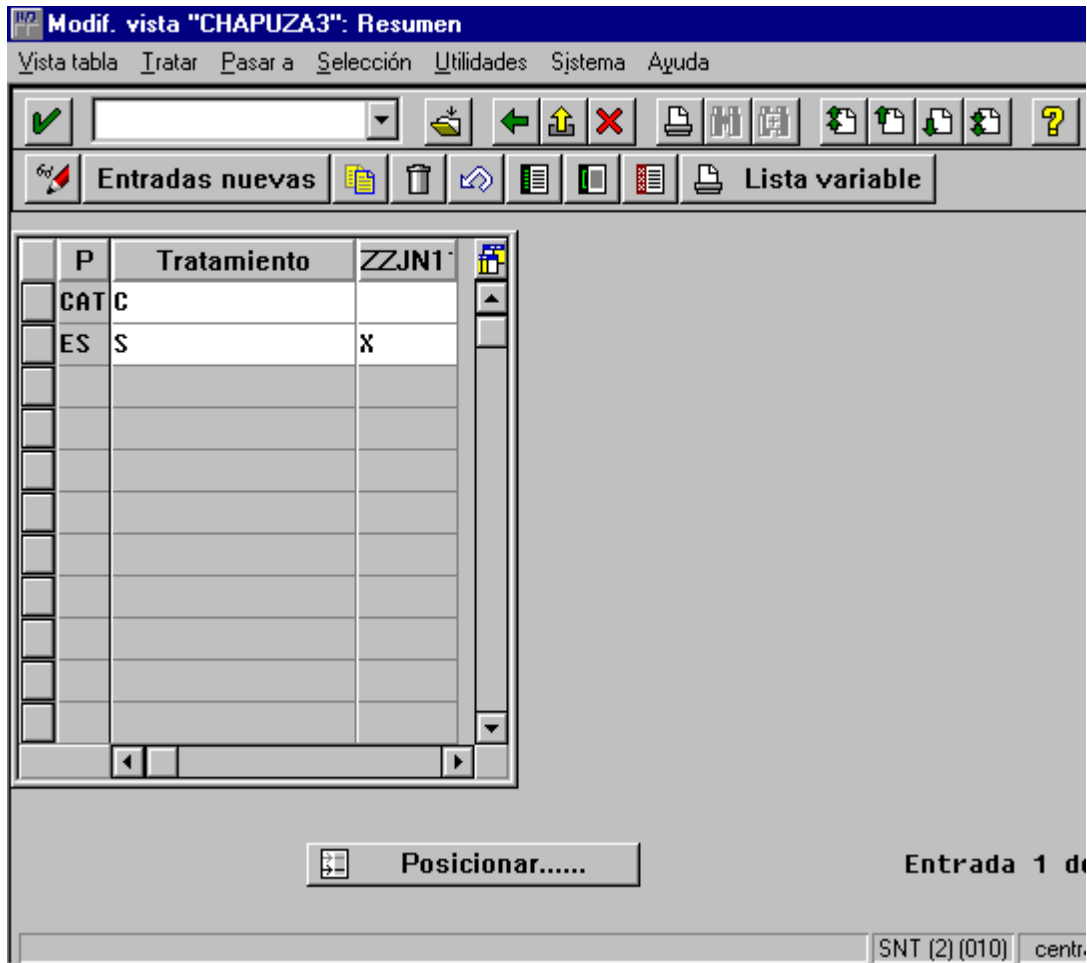 Modif. vista "CHAPUZA3": Resumen
Vista tabla Tratar Pasar a Selección Utilidades Sistema Ayuda
Entradas nuevas Lista variable
P Tratamiento ZZJN1
CAT C
ES S X
Posicionar...... Entrada 1 de
SNT (2) (010) centr